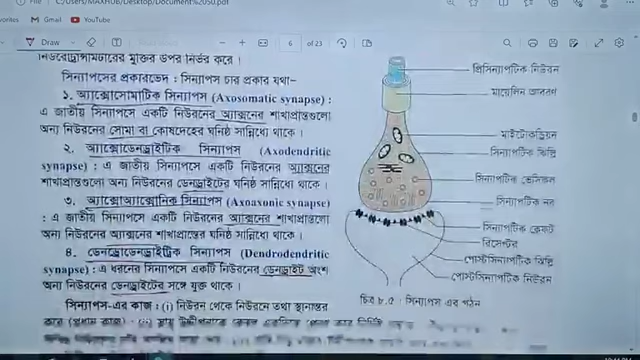 C:/Users/MAXHUB/Desktop/Document%2050.pdf
Gmail
YouTube
Draw
6
of 23
মুক্তির উপর নির্ভর করে।
সিন্যাপসের প্রকারভেদ : সিন্যাপস চার প্রকার যথা–
১. অ্যাক্সোসোমাটিক সিন্যাপস (Axosomatic synapse) :
এ জাতীয় সিন্যাপসে একটি নিউরনের অ্যাক্সনের শাখাপ্রান্তগুলো
অন্য নিউরনের সোমা বা কোষদেহের ঘনিষ্ঠ সান্নিধ্যে থাকে।
২. অ্যাক্সোডেনড্রাইটিক সিন্যাপস (Axodendritic
synapse) : এ জাতীয় সিন্যাপসে একটি নিউরনের অ্যাক্সনের
শাখাপ্রান্তগুলো অন্য নিউরনের ডেনড্রাইটের ঘনিষ্ঠ সান্নিধ্যে থাকে।
৩. অ্যাক্সোঅ্যাক্সোনিক সিন্যাপস (Axoaxonic synapse)
: এ জাতীয় সিন্যাপসে একটি নিউরনের অ্যাক্সনের শাখাপ্রান্তগুলো
অন্য নিউরনের অ্যাক্সনের শাখাপ্রান্তের ঘনিষ্ঠ সান্নিধ্যে থাকে।
৪. ডেনড্রোডেনড্রাইট্রিক সিন্যাপস (Dendrodendritic
synapse) : এ ধরনের সিন্যাপসে একটি নিউরনের ডেনড্রাইট অংশ
অন্য নিউরনের ডেনড্রাইটের সঙ্গে যুক্ত থাকে।
সিন্যাপস-এর কাজ : (i) নিউরন থেকে নিউরনে তথ্য স্থানান্তর
করে (প্রধান কাজ)
প্রিসিন্যাপটিক নিউরন
মায়েলিন আবরণ
মাইটোকন্ড্রিয়ন
সিন্যাপটিক ঝিল্লি
সিন্যাপটিক ভেসিকল
সিন্যাপটিক নব
সিন্যাপটিক ক্লেফট
রিসেপ্টর
পোস্টসিন্যাপটিক ঝিল্লি
পোস্টসিন্যাপটিক নিউরন
চিত্র ৮.৫ : সিন্যাপস এর গঠন